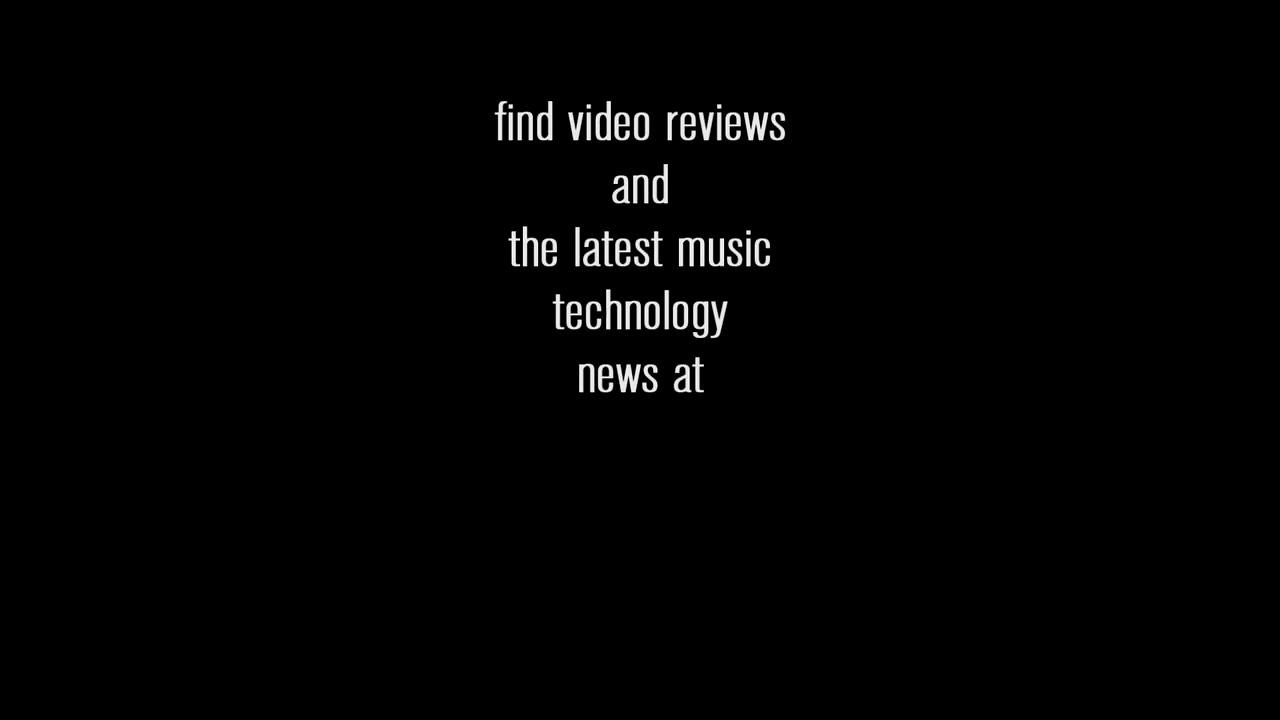 find video reviews
and
the latest music
technology
news at